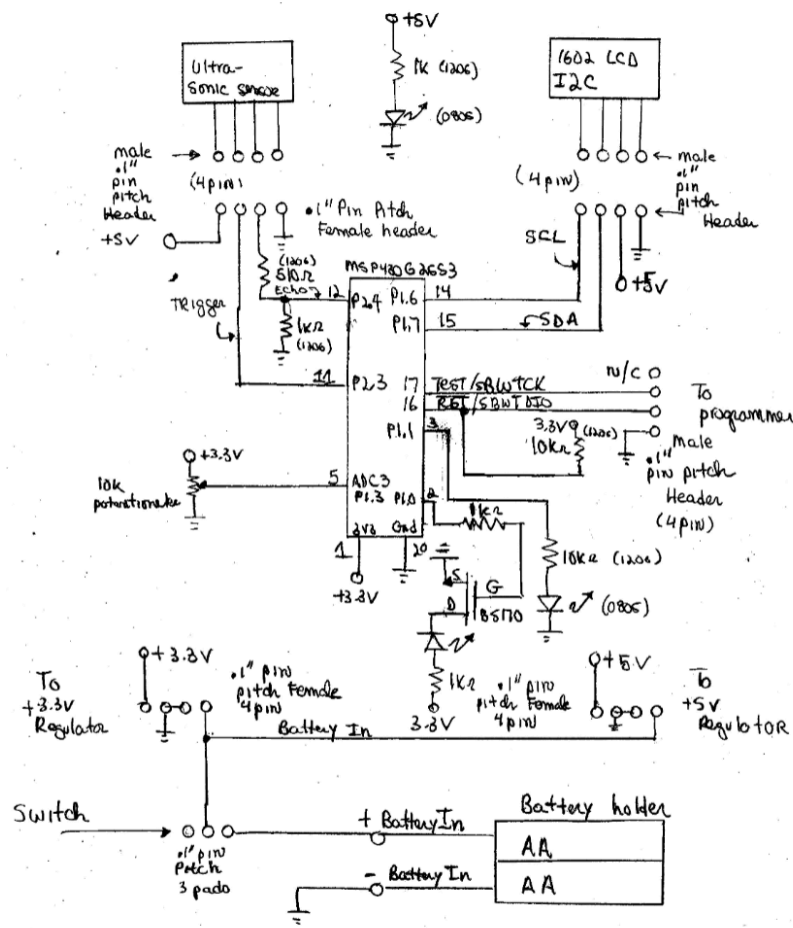 +5V
1K (1206)
(0805)
Ultra-
Sonic sensor
1602 LCD
I2C
male
.1"
pin
pitch
Header
(4pin)
+5V
.1" Pin Pitch
Female header
(4pin)
male
.1"
pin
pitch
Header
SCL
+5V
SDA
TRIGGER
(1206)
510Ω
ECHO
1KΩ
(1206)
MSP430G2553
12
P2.4
P1.6
14
P1.7
15
11
P2.3
17
TEST/SBWTCK
16
RST/SBWTDIO
P1.1
3
N/C
To
programmer
3.3V
(1206)
10KΩ
Male
.1"
pin pitch
Header
(4pin)
+3.3V
10K
potentiometer
5
ADC3
P1.3
P1.0
2
1KΩ
3V3
Gnd
1
20
+3.3V
S
G
D
BS170
10KΩ (1206)
(0805)
1KΩ
3.3V
To
+3.3V
Regulator
+3.3V
.1" pin
pitch Female
4pin
.1" pin
pitch Female
4pin
+5V
To
+5V
Regulator
Battery In
Switch
.1" pin
Pitch
3 pads
+ Battery In
- Battery In
Battery holder
AA
AA